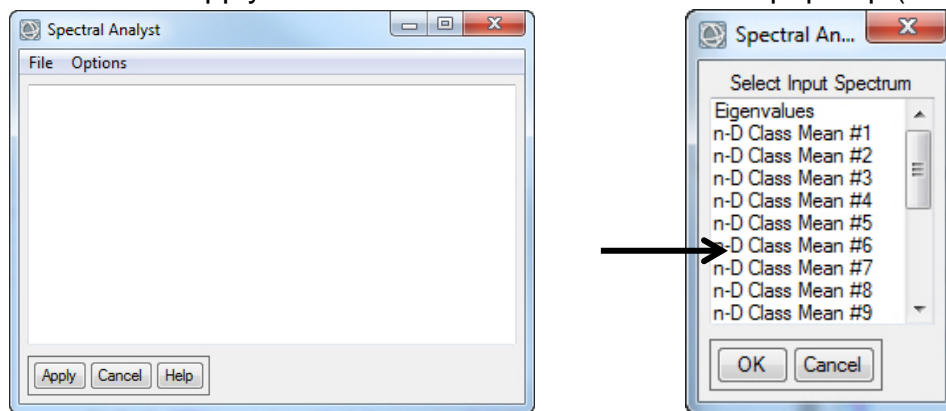 Spectral Analyst
File Options
Apply Cancel Help
Spectral An...
Select Input Spectrum
Eigenvalues
n-D Class Mean #1
n-D Class Mean #2
n-D Class Mean #3
n-D Class Mean #4
n-D Class Mean #5
n-D Class Mean #6
n-D Class Mean #7
n-D Class Mean #8
n-D Class Mean #9
OK Cancel